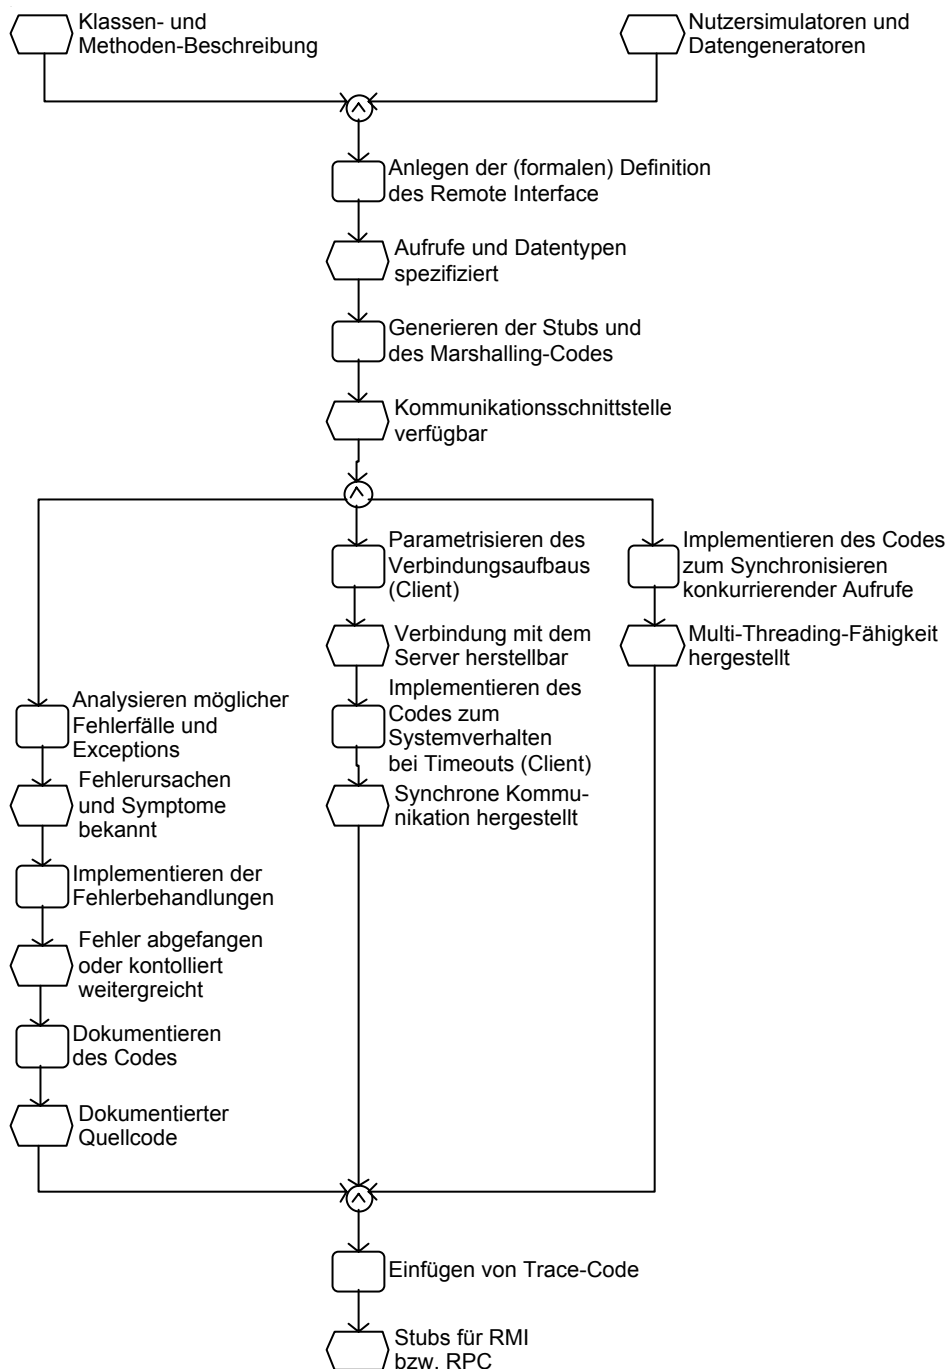 Klassen- und
Methoden-Beschreibung
Nutzersimulatoren und
Datengeneratoren
Anlegen der (formalen) Definition
des Remote Interface
Aufrufe und Datentypen
spezifiziert
Generieren der Stubs und
des Marshalling-Codes
Kommunikationsschnittstelle
verfügbar
Parametrisieren des
Verbindungsaufbaus
(Client)
Implementieren des Codes
zum Synchronisieren
konkurrierender Aufrufe
Verbindung mit dem
Server herstellbar
Multi-Threading-Fähigkeit
hergestellt
Analysieren möglicher
Fehlerfälle und
Exceptions
Implementieren des
Codes zum
Systemverhalten
bei Timeouts (Client)
Fehlerursachen
und Symptome
bekannt
Synchrone Kommu-
nikation hergestellt
Implementieren der
Fehlerbehandlungen
Fehler abgefangen
oder kontolliert
weitergreicht
Dokumentieren
des Codes
Dokumentierter
Quellcode
Einfügen von Trace-Code
Stubs für RMI
bzw. RPC